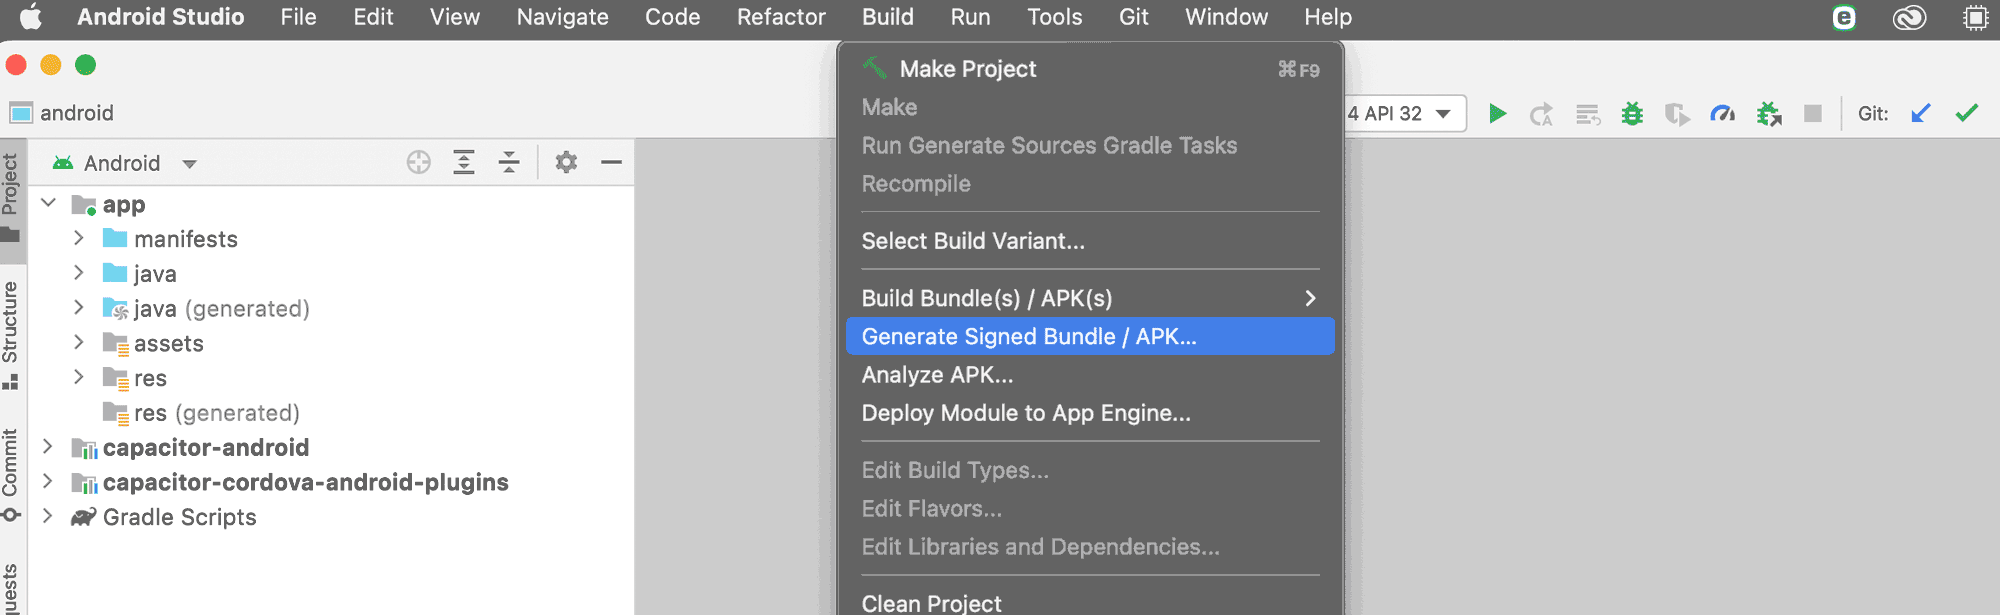 Android Studio File Edit View Navigate Code Refactor Build Run Tools Git Window Help
android
4 API 32
Git:
Project
Structure
Commit
Android
app
manifests
java
java (generated)
assets
res
res (generated)
capacitor-android
capacitor-cordova-android-plugins
Gradle Scripts
Make Project ⌘F9
Make
Run Generate Sources Gradle Tasks
Recompile
Select Build Variant...
Build Bundle(s) / APK(s)
Generate Signed Bundle / APK...
Analyze APK...
Deploy Module to App Engine...
Edit Build Types...
Edit Flavors...
Edit Libraries and Dependencies...
Clean Project